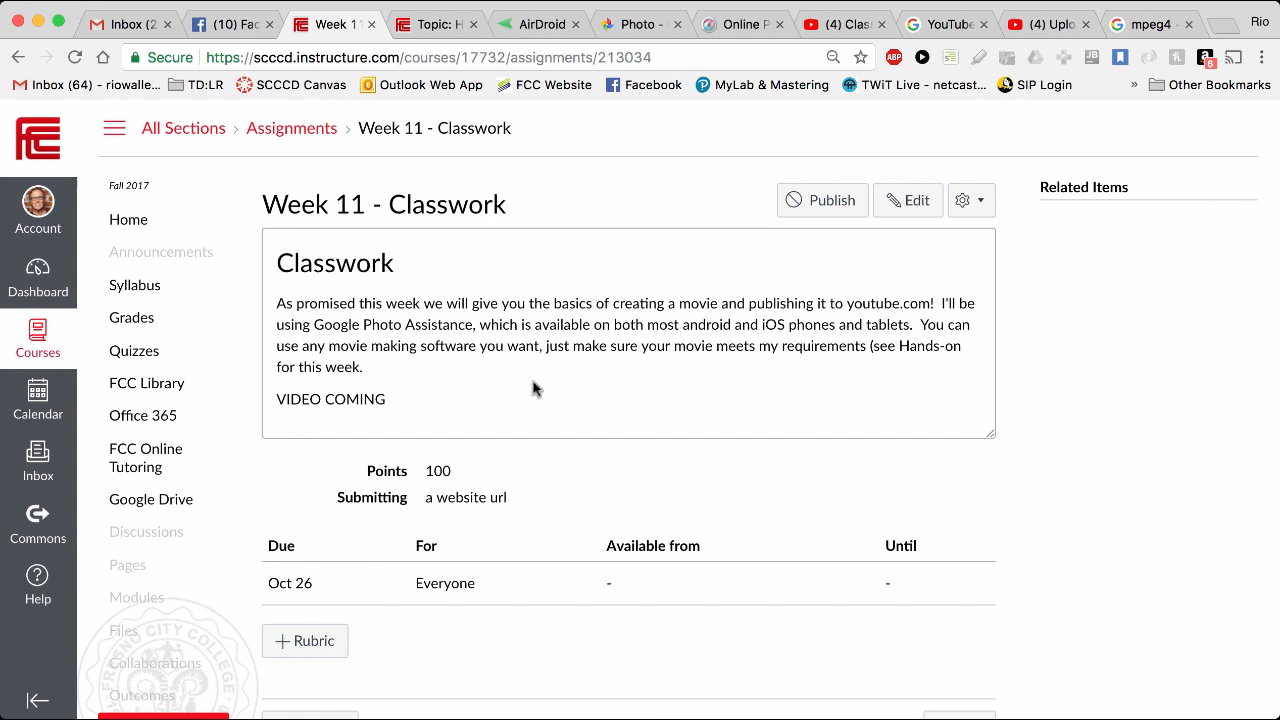 Inbox (2
(10) Fac
Week 1
Topic: H
AirDroid
Photo -
Online P
(4) Clas
YouTube
(4) Uplo
mpeg4 -
Rio
Secure
https://scccd.instructure.com/courses/17732/assignments/213034
ABP
JB
8
Inbox (64) - riowalle...
TD:LR
SCCCD Canvas
Outlook Web App
FCC Website
Facebook
MyLab & Mastering
TWiT Live - netcast...
SIP Login
»
Other Bookmarks
All Sections › Assignments › Week 11 - Classwork
Account
Dashboard
Courses
Calendar
Inbox
Commons
Help
Fall 2017
Home
Announcements
Syllabus
Grades
Quizzes
FCC Library
Office 365
FCC Online
Tutoring
Google Drive
Discussions
Pages
Modules
Files
Collaborations
Outcomes
FRESNO CITY COLLEGE
Week 11 - Classwork
Publish
Edit
Classwork
As promised this week we will give you the basics of creating a movie and publishing it to youtube.com! I'll be
using Google Photo Assistance, which is available on both most android and iOS phones and tablets. You can
use any movie making software you want, just make sure your movie meets my requirements (see Hands-on
for this week.
VIDEO COMING
Points 100
Submitting a website url
Due For Available from Until
Oct 26 Everyone - -
+ Rubric
Related Items